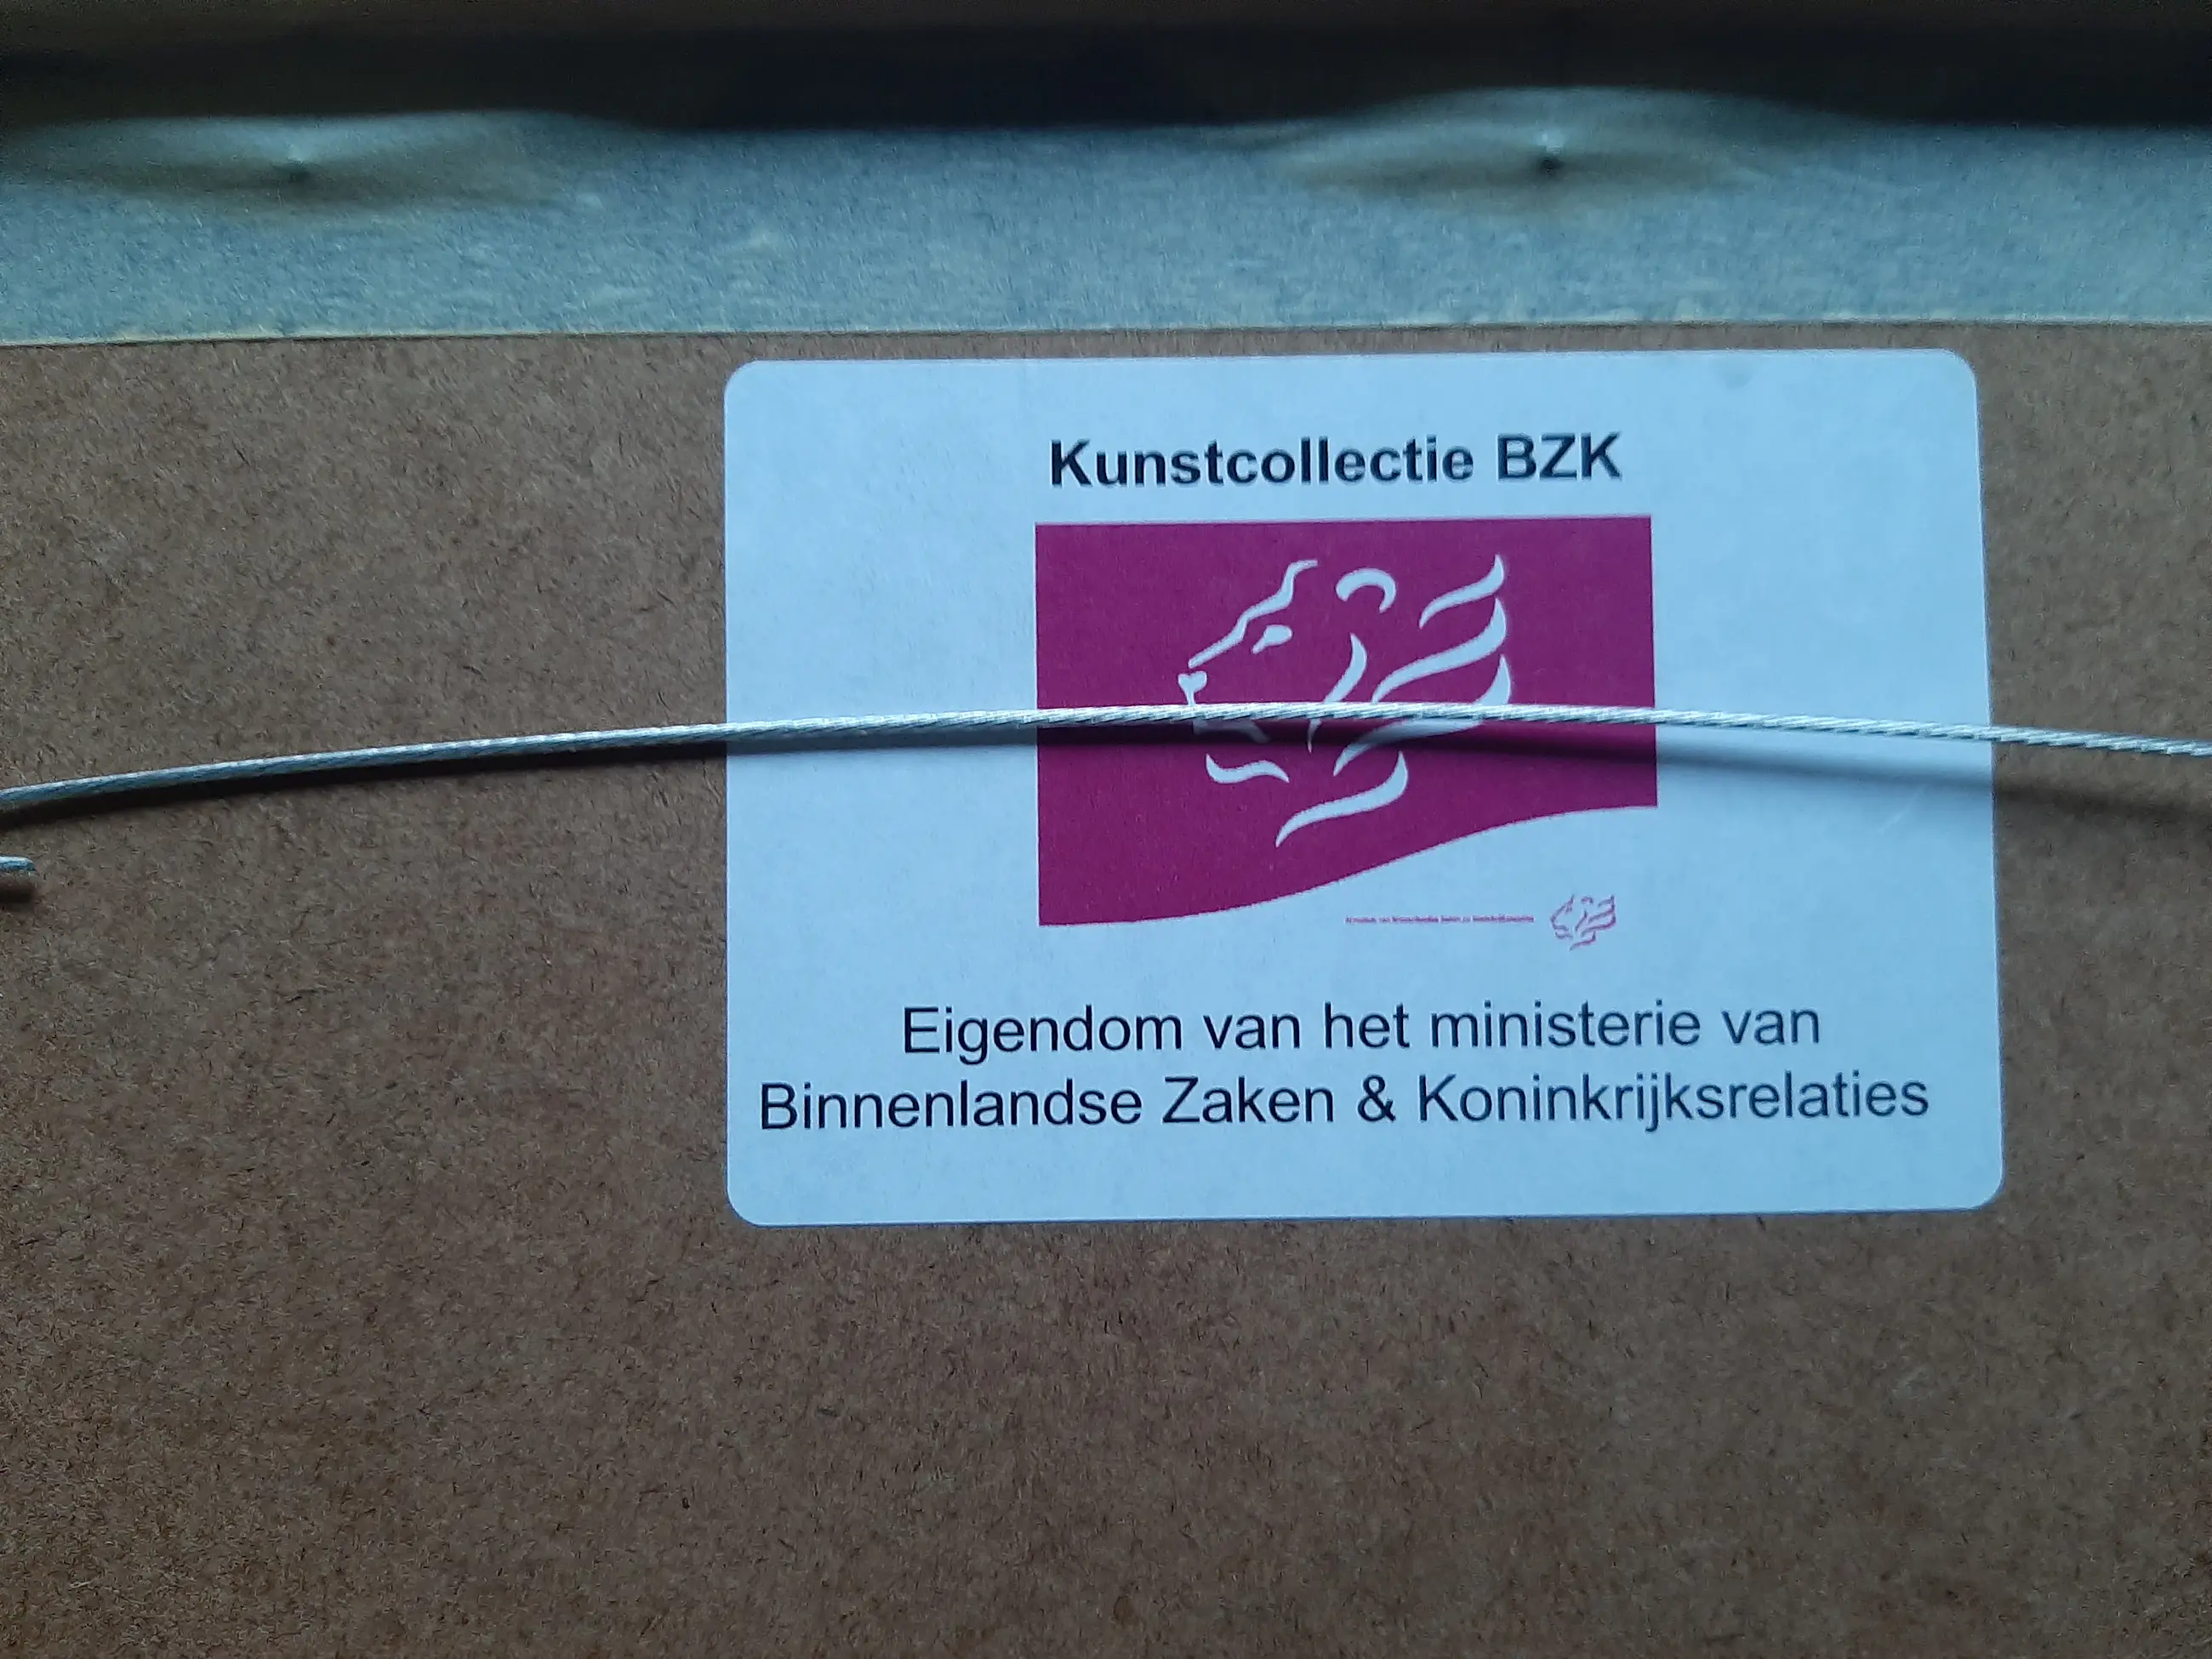 Kunstcollectie BZK
Eigendom van het ministerie van
Binnenlandse Zaken & Koninkrijksrelaties